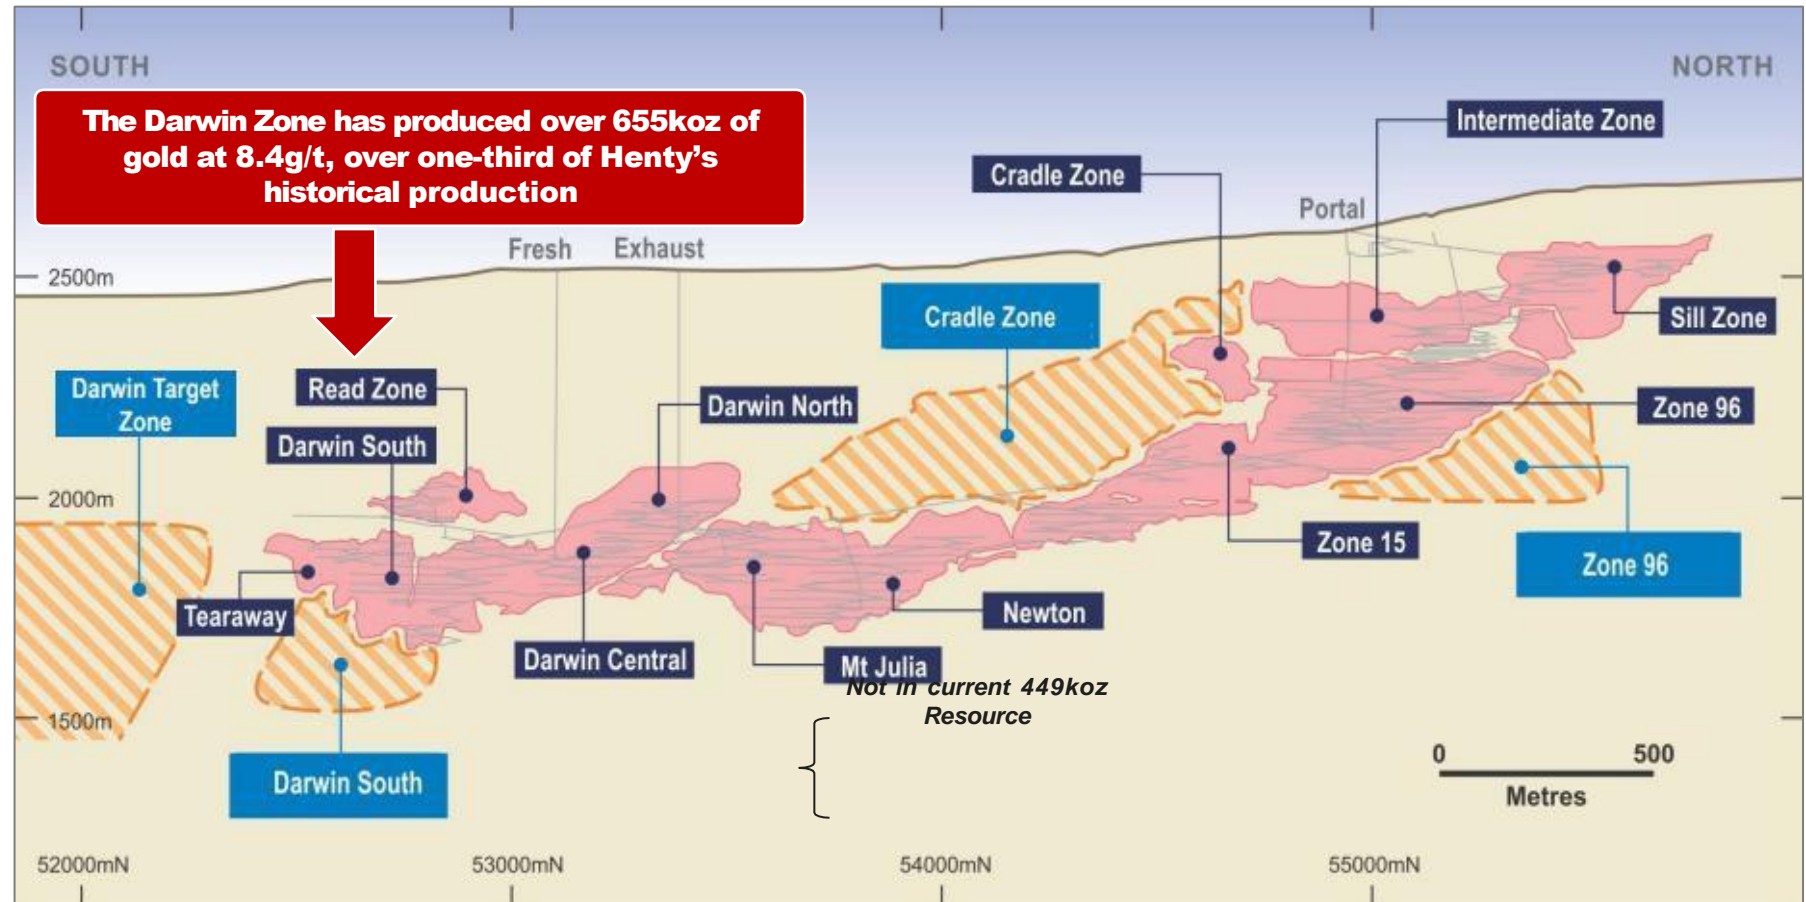 SOUTH
NORTH
The Darwin Zone has produced over 655koz of
gold at 8.4g/t, over one-third of Henty’s
historical production
Intermediate Zone
Cradle Zone
Portal
Fresh
Exhaust
2500m
Cradle Zone
Sill Zone
Darwin Target
Zone
Read Zone
Darwin North
Zone 96
Darwin South
2000m
Zone 15
Zone 96
Tearaway
Newton
Darwin Central
Mt Julia
Not in current 449koz
Resource
1500m
Darwin South
0
500
Metres
52000mN
53000mN
54000mN
55000mN